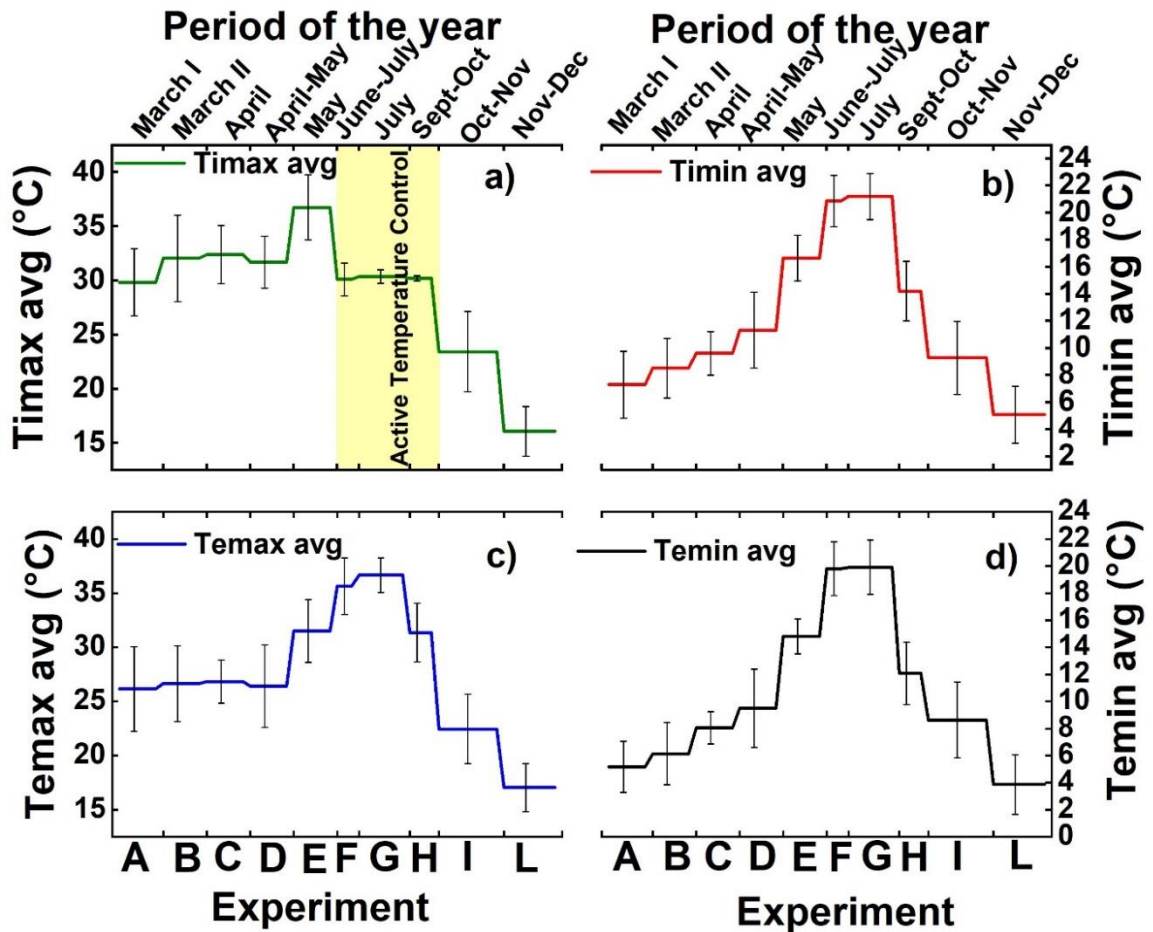 Period of the year
Period of the year
March I
March II
April
April-May
May
June-July
July
Sept-Oct
Oct-Nov
Nov-Dec
March I
March II
April
April-May
May
June-July
July
Sept-Oct
Oct-Nov
Nov-Dec
Timax avg (°C)
40
35
30
25
20
15
Timax avg
a)
Active Temperature Control
Timin avg
b)
24
22
20
18
16
14
12
10
8
6
4
2
Timin avg (°C)
Temax avg (°C)
40
35
30
25
20
15
Temax avg
c)
Temin avg
d)
24
22
20
18
16
14
12
10
8
6
4
2
0
Temin avg (°C)
A B C D E F G H I L
A B C D E F G H I L
Experiment
Experiment